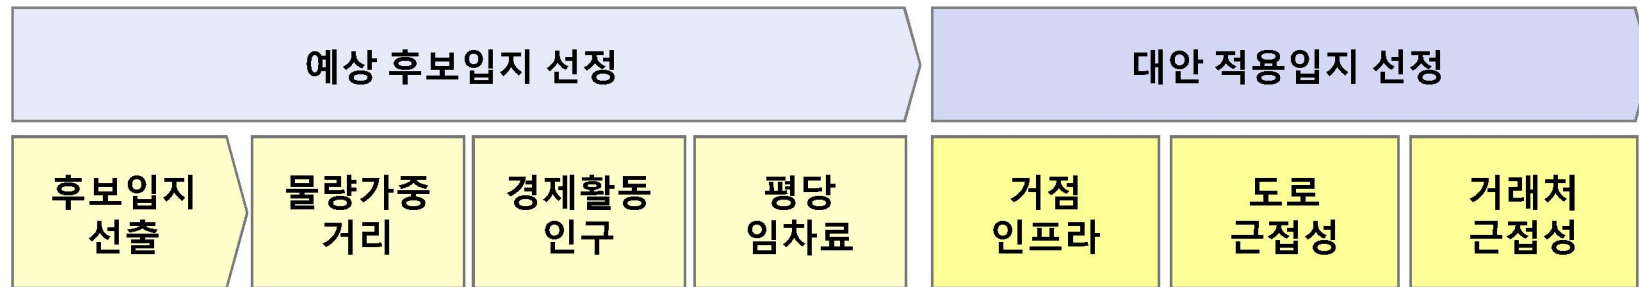 예상 후보입지 선정
대안 적용입지 선정
후보입지
선출
물량가중
거리
경제활동
인구
평당
임차료
거점
인프라
도로
근접성
거래처
근접성